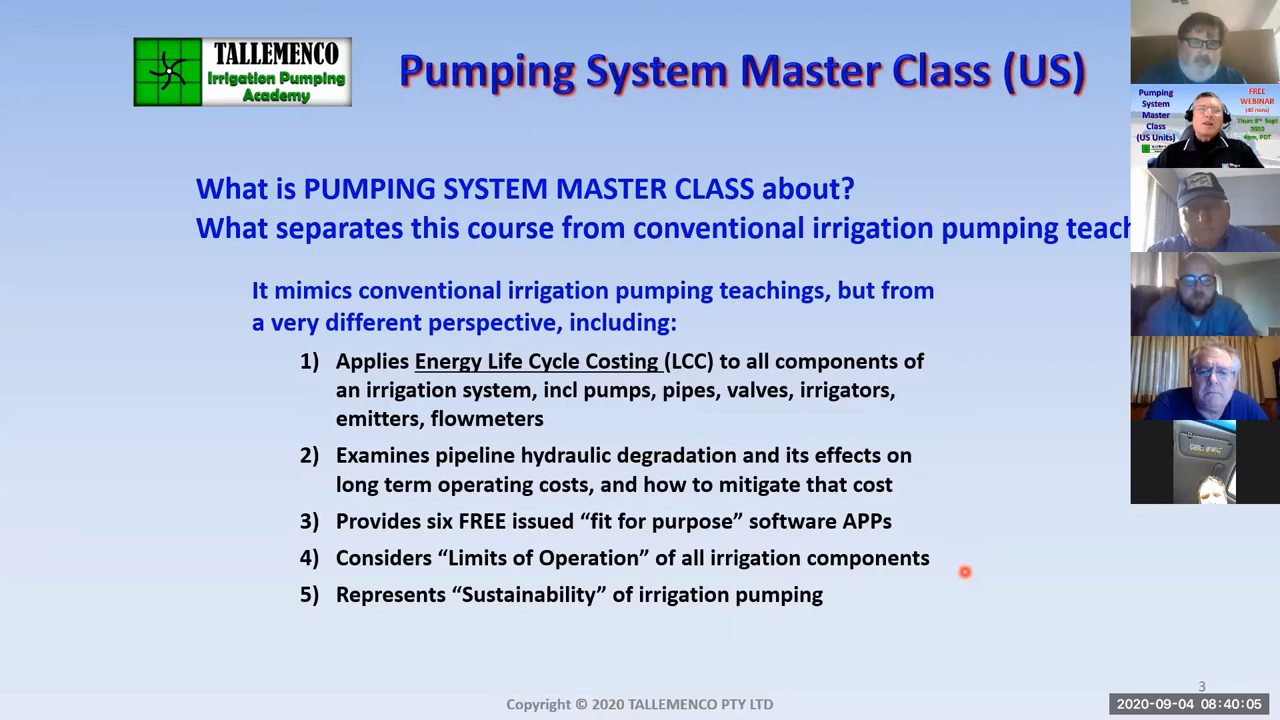 TALLEMENCO
Irrigation Pumping
Academy
Pumping System Master Class (US)
What is PUMPING SYSTEM MASTER CLASS about?
What separates this course from conventional irrigation pumping teach
It mimics conventional irrigation pumping teachings, but from
a very different perspective, including:
1) Applies Energy Life Cycle Costing (LCC) to all components of
an irrigation system, incl pumps, pipes, valves, irrigators,
emitters, flowmeters
2) Examines pipeline hydraulic degradation and its effects on
long term operating costs, and how to mitigate that cost
3) Provides six FREE issued “fit for purpose” software APPs
4) Considers “Limits of Operation” of all irrigation components
5) Represents “Sustainability” of irrigation pumping
3
Copyright © 2020 TALLEMENCO PTY LTD
2020-09-04 08:40:05
Pumping
System
Master
Class
(US Units)
FREE
WEBINAR
(40 mins)
Thurs Sept
2020
PDT